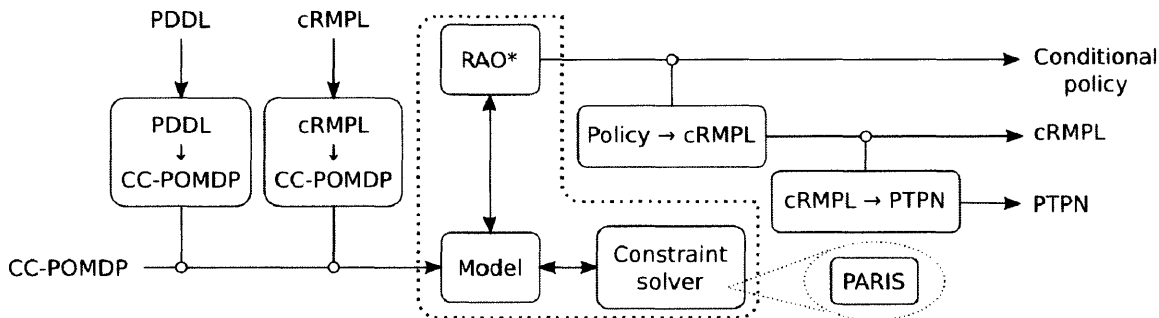 PDDL
cRMPL
PDDL
↓
CC-POMDP
cRMPL
↓
CC-POMDP
CC-POMDP
RAO*
Model
Constraint
solver
PARIS
Policy → cRMPL
cRMPL → PTPN
Conditional
policy
cRMPL
PTPN